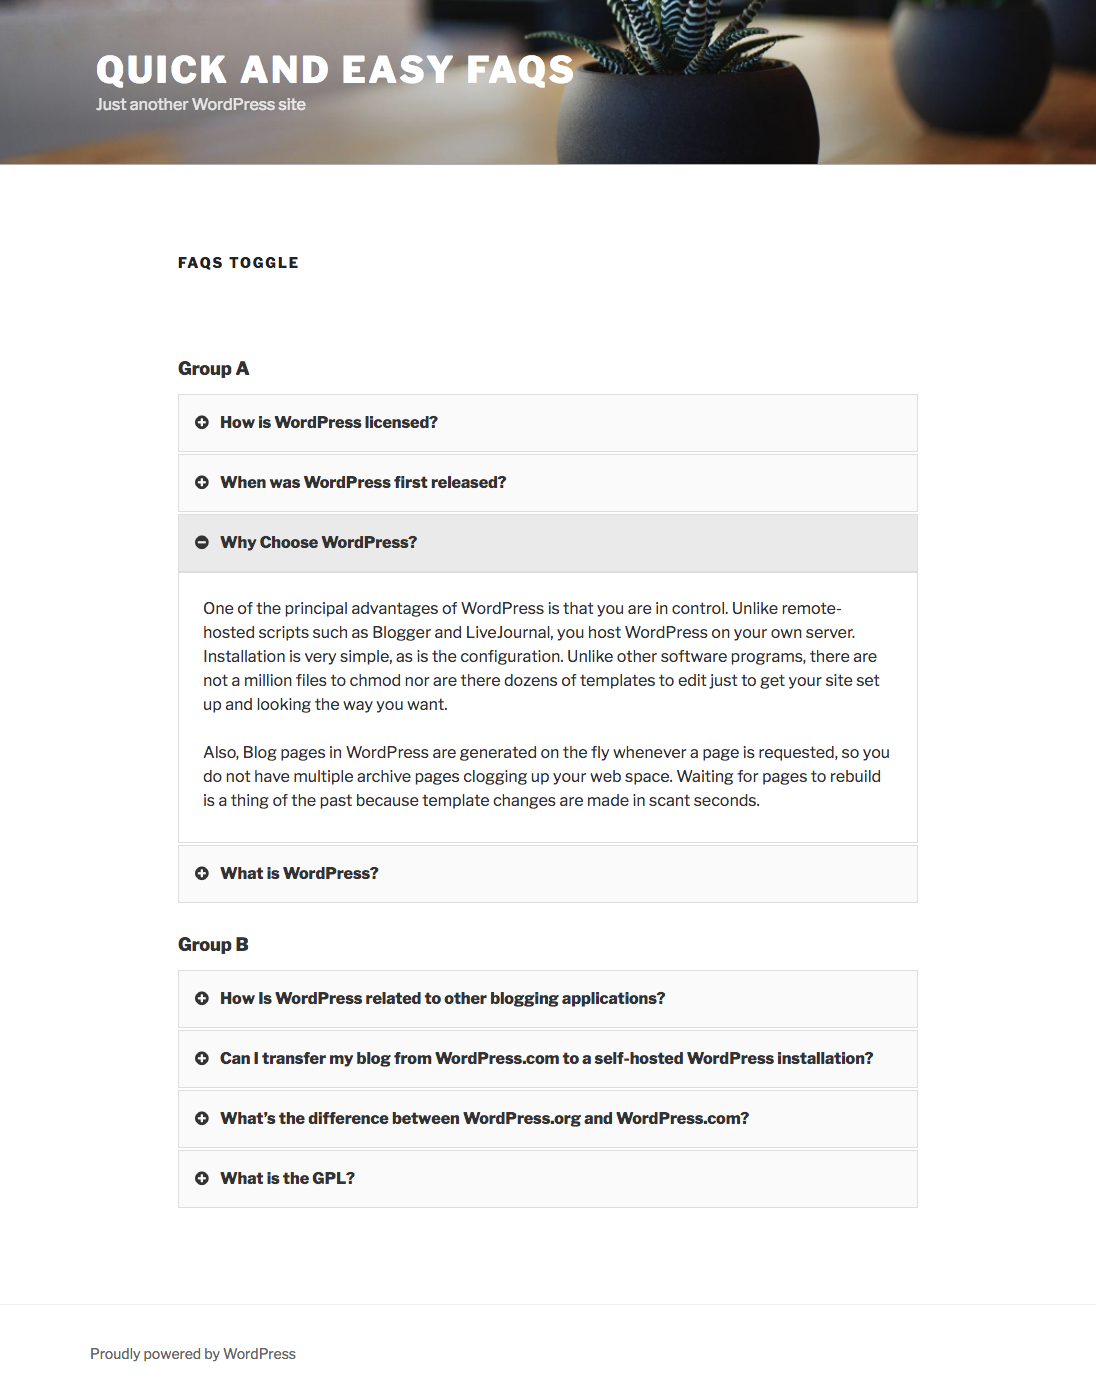 QUICK AND EASY FAQS
Just another WordPress site
FAQS TOGGLE
Group A
How is WordPress licensed?
When was WordPress first released?
Why Choose WordPress?
One of the principal advantages of WordPress is that you are in control. Unlike remote-
hosted scripts such as Blogger and LiveJournal, you host WordPress on your own server.
Installation is very simple, as is the configuration. Unlike other software programs, there are
not a million files to chmod nor are there dozens of templates to edit just to get your site set
up and looking the way you want.
Also, Blog pages in WordPress are generated on the fly whenever a page is requested, so you
do not have multiple archive pages clogging up your web space. Waiting for pages to rebuild
is a thing of the past because template changes are made in scant seconds.
What is WordPress?
Group B
How Is WordPress related to other blogging applications?
Can I transfer my blog from WordPress.com to a self-hosted WordPress installation?
What’s the difference between WordPress.org and WordPress.com?
What is the GPL?
Proudly powered by WordPress